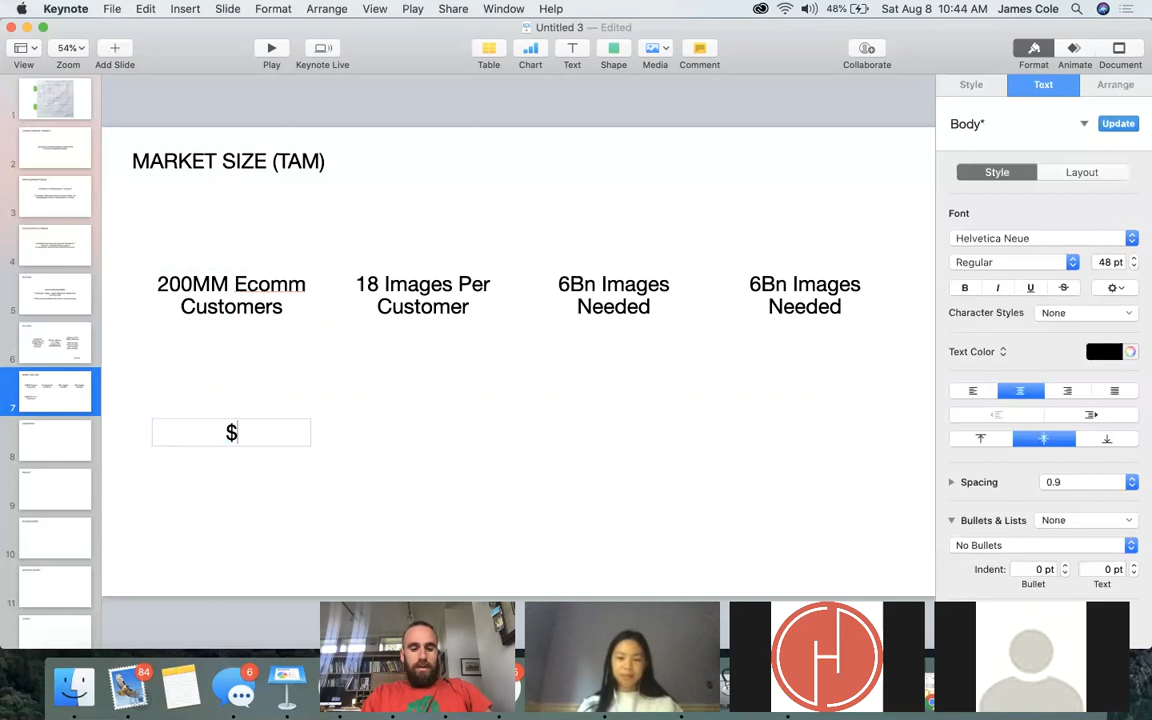 Keynote File Edit Insert Slide Format Arrange View Play Share Window Help 48% Sat Aug 8 10:44 AM James Cole
Untitled 3 — Edited
54%
View Zoom Add Slide Play Keynote Live Table Chart Text Shape Media Comment Collaborate Format Animate Document
Style Text Arrange
Body* Update
Style Layout
Font
Helvetica Neue
Regular 48 pt
B I U S
Character Styles None
Text Color
Spacing 0.9
Bullets & Lists None
No Bullets
Indent: 0 pt 0 pt
Bullet Text
1
2
3
4
5
6
7
8
9
10
11
MARKET SIZE (TAM)
200MM Ecomm
Customers
18 Images Per
Customer
6Bn Images
Needed
6Bn Images
Needed
$
84
6